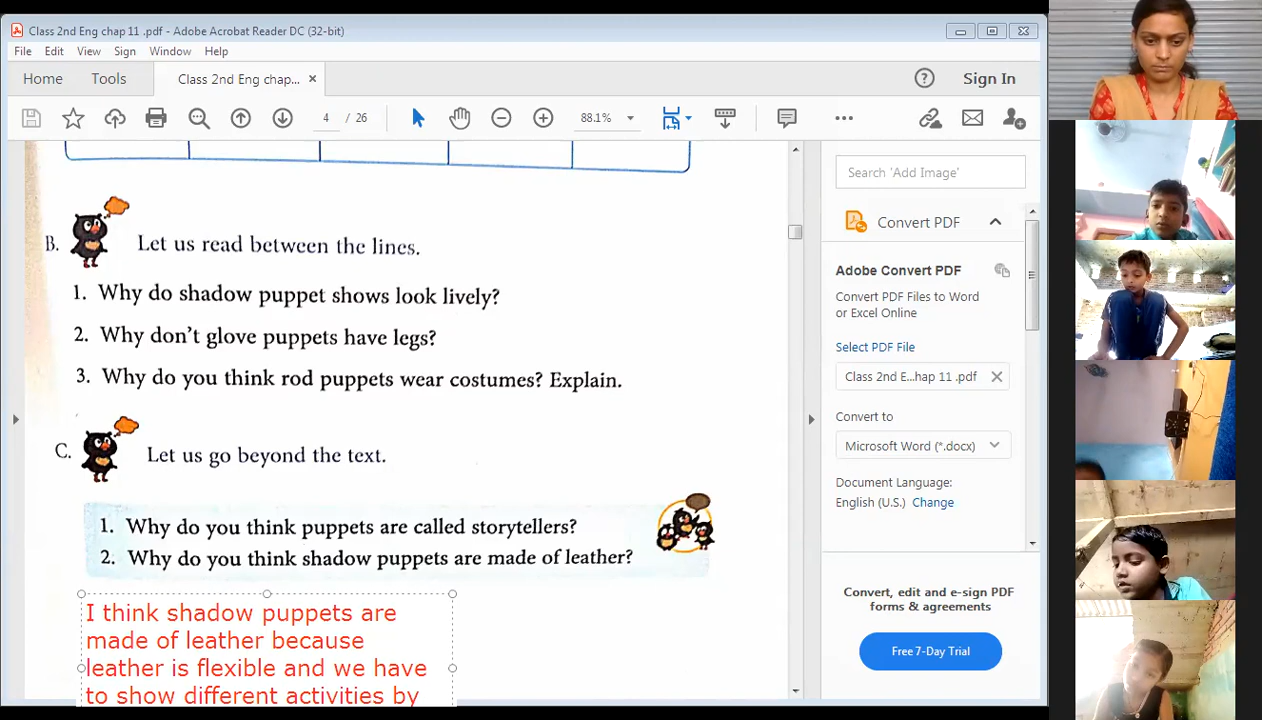 Class 2nd Eng chap 11 .pdf - Adobe Acrobat Reader DC (32-bit)
File Edit View Sign Window Help
Home Tools Class 2nd Eng chap... × Sign In
4 / 26 88.1%
B. Let us read between the lines.
1. Why do shadow puppet shows look lively?
2. Why don't glove puppets have legs?
3. Why do you think rod puppets wear costumes? Explain.
C. Let us go beyond the text.
1. Why do you think puppets are called storytellers?
2. Why do you think shadow puppets are made of leather?
I think shadow puppets are
made of leather because
leather is flexible and we have
to show different activities by
Search 'Add Image'
Convert PDF
Adobe Convert PDF
Convert PDF Files to Word
or Excel Online
Select PDF File
Class 2nd E...hap 11 .pdf
Convert to
Microsoft Word (*.docx)
Document Language:
English (U.S.) Change
Convert, edit and e-sign PDF
forms & agreements
Free 7-Day Trial